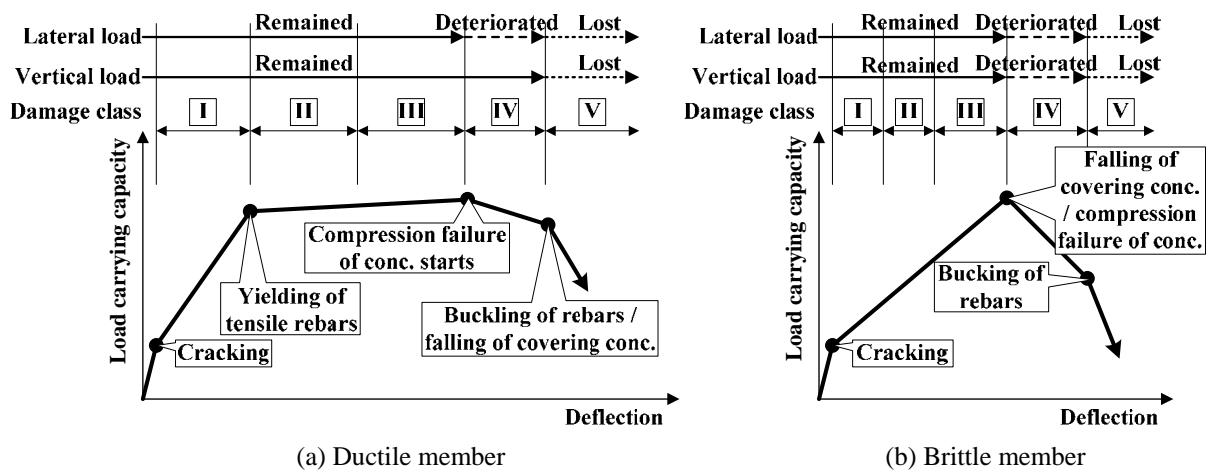 Deteriorated
Lateral load
Remained
Lost
Vertical load
Remained
Lost
Damage class
I
II
III
IV
V
Load carrying capacity
Compression failure
of conc. starts
Yielding of
tensile rebars
Buckling of rebars /
falling of covering conc.
Cracking
Deflection
(a) Ductile member
Lateral load
Remained
Deteriorated
Lost
Vertical load
Remained
Deteriorated
Lost
Damage class
I
II
III
IV
V
Load carrying capacity
Falling of
covering conc.
/ compression
failure of conc.
Bucking of
rebars
Cracking
Deflection
(b) Brittle member